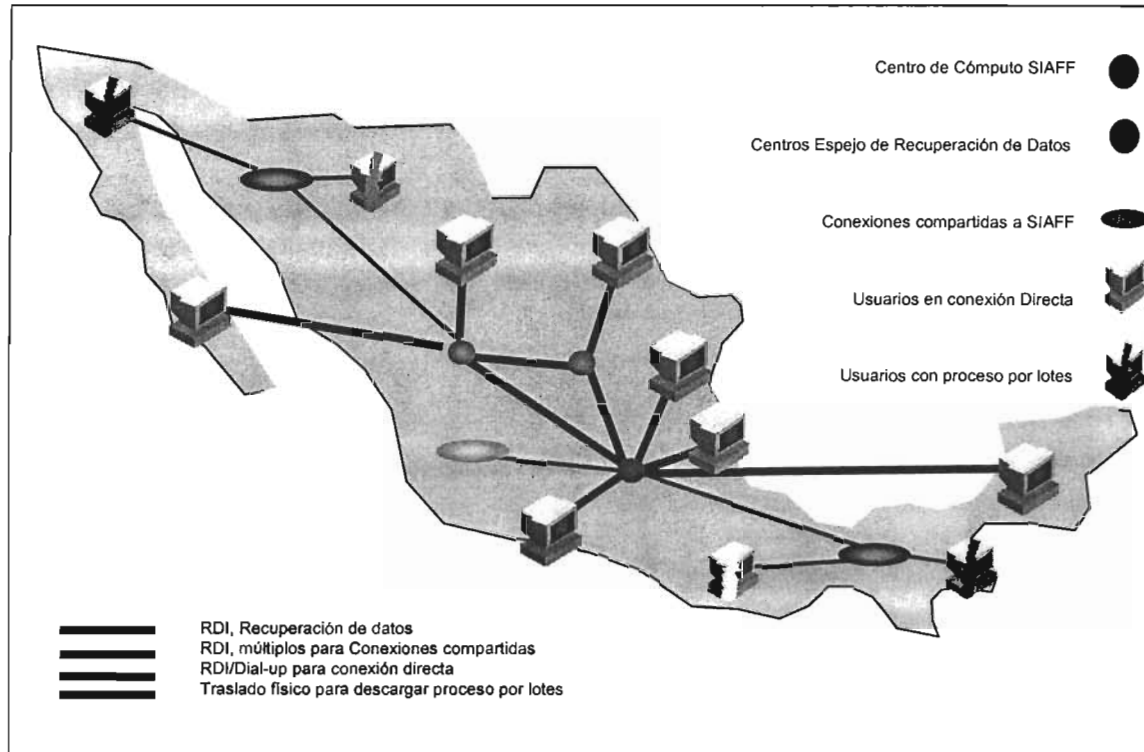 Centro de Cómputo SIAFF
Centros Espejo de Recuperación de Datos
Conexiones compartidas a SIAFF
Usuarios en conexión Directa
Usuarios con proceso por lotes
RDI, Recuperación de datos
RDI, múltiplos para Conexiones compartidas
RDI/Dial-up para conexión directa
Traslado físico para descargar proceso por lotes